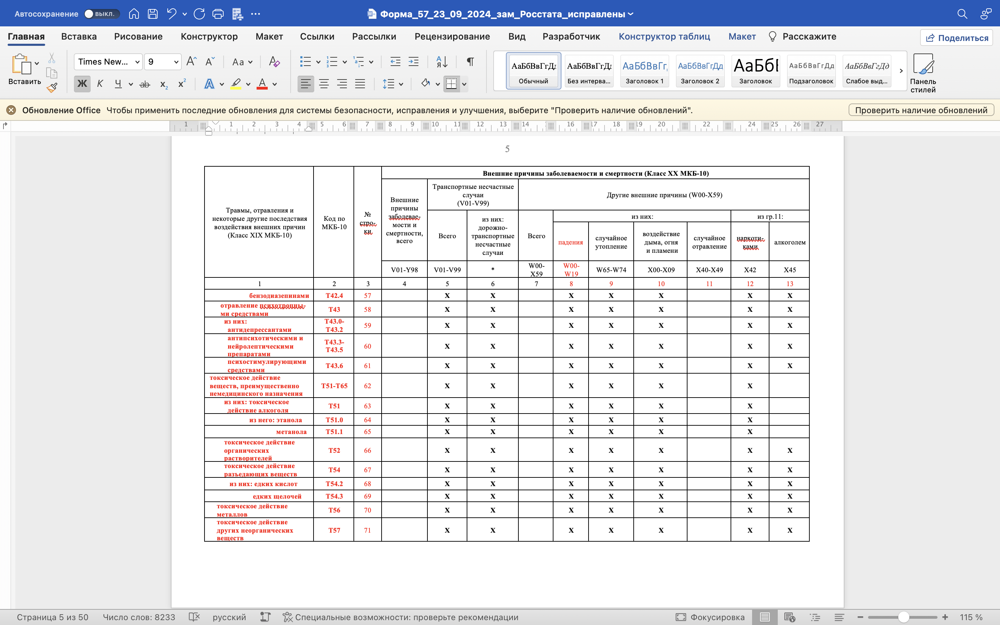 Автосохранение ВЫКЛ. Форма_57_23_09_2024_зам_Росстата_исправлены
Главная Вставка Рисование Конструктор Макет Ссылки Рассылки Рецензирование Вид Разработчик Конструктор таблиц Макет Расскажите Поделиться
Вставить
Times New... 9
Обычный Без интерва... Заголовок 1 Заголовок 2 Заголовок Подзаголовок Слабое выд...
Панель стилей
Обновление Office Чтобы применить последние обновления для системы безопасности, исправления и улучшения, выберите "Проверить наличие обновлений". Проверить наличие обновлений
5
Внешние причины заболеваемости и смертности (Класс XX МКБ-10)
Травмы, отравления и
некоторые другие последствия
воздействия внешних причин
(Класс XIX МКБ-10)
Код по
МКБ-10
№
стро-
ки
Внешние
причины
заболевае-
мости и
смертности,
всего
Транспортные несчастные
случаи
(V01-V99)
Другие внешние причины (W00-X59)
Всего
из них:
дорожно-
транспортные
несчастные
случаи
Всего
из них:
из гр.11:
падения
случайное
утопление
воздействие
дыма, огня
и пламени
случайное
отравление
наркоти-
ками
алкоголем
V01-Y98 V01-V99 * W00-X59 W00-W19 W65-W74 X00-X09 X40-X49 X42 X45
1 2 3 4 5 6 7 8 9 10 11 12 13
бензодиазепинами T42.4 57 X X X X X X X
отравление психотропны-
ми средствами T43 58 X X X X X X X
из них:
антидепрессантами T43.0-T43.2 59 X X X X X X X
антипсихотическими и
нейролептическими
препаратами T43.3-T43.5 60 X X X X X X X
психостимулирующими
средствами T43.6 61 X X X X X X X
токсическое действие
веществ, преимущественно
немедицинского назначения T51-T65 62 X X X X X X
из них: токсическое
действие алкоголя T51 63 X X X X X X
из него: этанола T51.0 64 X X X X X X
метанола T51.1 65 X X X X X X
токсическое действие
органических
растворителей T52 66 X X X X X X X
токсическое действие
разъедающих веществ T54 67 X X X X X X X
из них: едких кислот T54.2 68 X X X X X X X
едких щелочей T54.3 69 X X X X X X X
токсическое действие
металлов T56 70 X X X X X X X
токсическое действие
других неорганических
веществ T57 71 X X X X X X X
Страница 5 из 50 Число слов: 8233 русский Специальные возможности: проверьте рекомендации Фокусировка 115 %